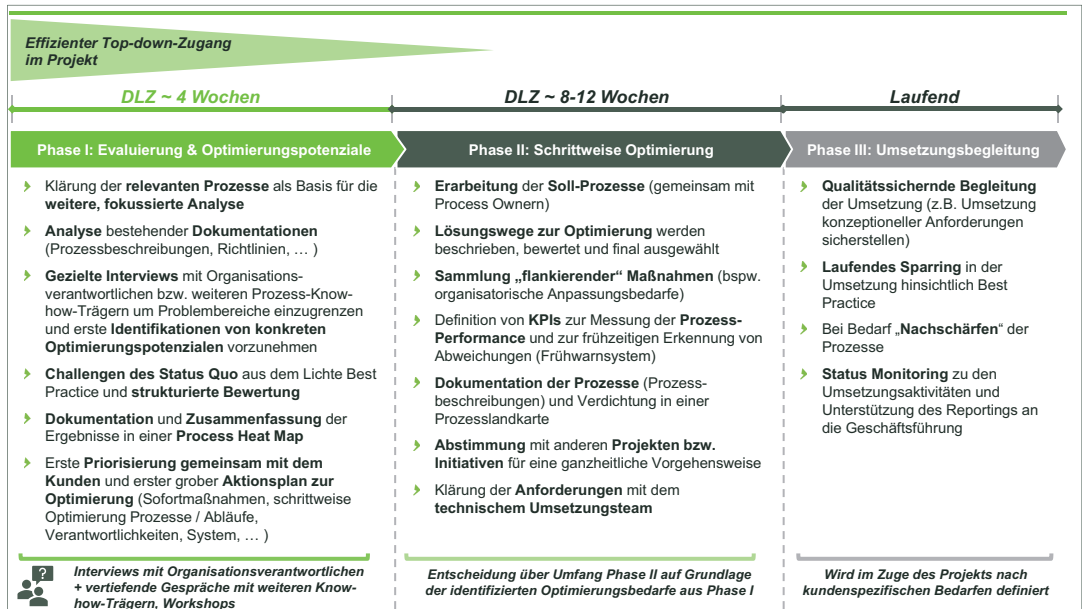 Effizienter Top-down-Zugang
im Projekt
DLZ ~ 4 Wochen
DLZ ~ 8-12 Wochen
Laufend
Phase I: Evaluierung & Optimierungspotenziale
Phase II: Schrittweise Optimierung
Phase III: Umsetzungsbegleitung
Klärung der relevanten Prozesse als Basis für die
weitere, fokussierte Analyse
Analyse bestehender Dokumentationen
(Prozessbeschreibungen, Richtlinien, … )
Gezielte Interviews mit Organisations-
verantwortlichen bzw. weiteren Prozess-Know-
how-Trägern um Problembereiche einzugrenzen
und erste Identifikationen von konkreten
Optimierungspotenzialen vorzunehmen
Challengen des Status Quo aus dem Lichte Best
Practice und strukturierte Bewertung
Dokumentation und Zusammenfassung der
Ergebnisse in einer Process Heat Map
Erste Priorisierung gemeinsam mit dem
Kunden und erster grober Aktionsplan zur
Optimierung (Sofortmaßnahmen, schrittweise
Optimierung Prozesse / Abläufe,
Verantwortlichkeiten, System, … )
Erarbeitung der Soll-Prozesse (gemeinsam mit
Process Ownern)
Lösungswege zur Optimierung werden
beschrieben, bewertet und final ausgewählt
Sammlung „flankierender“ Maßnahmen (bspw.
organisatorische Anpassungsbedarfe)
Definition von KPIs zur Messung der Prozess-
Performance und zur frühzeitigen Erkennung von
Abweichungen (Frühwarnsystem)
Dokumentation der Prozesse (Prozess-
beschreibungen) und Verdichtung in einer
Prozesslandkarte
Abstimmung mit anderen Projekten bzw.
Initiativen für eine ganzheitliche Vorgehensweise
Klärung der Anforderungen mit dem
technischem Umsetzungsteam
Qualitätssichernde Begleitung
der Umsetzung (z.B. Umsetzung
konzeptioneller Anforderungen
sicherstellen)
Laufendes Sparring in der
Umsetzung hinsichtlich Best
Practice
Bei Bedarf „Nachschärfen“ der
Prozesse
Status Monitoring zu den
Umsetzungsaktivitäten und
Unterstützung des Reportings an
die Geschäftsführung
?
Interviews mit Organisationsverantwortlichen
+ vertiefende Gespräche mit weiteren Know-
how-Trägern, Workshops
Entscheidung über Umfang Phase II auf Grundlage
der identifizierten Optimierungsbedarfe aus Phase I
Wird im Zuge des Projekts nach
kundenspezifischen Bedarfen definiert